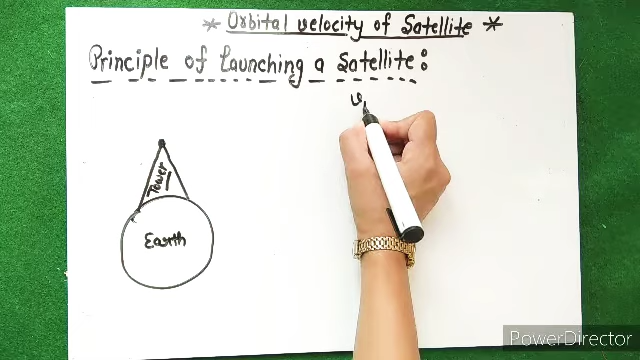 * Orbital velocity of Satellite *
Principle of Launching a Satellite:
Tower
Earth
PowerDirector